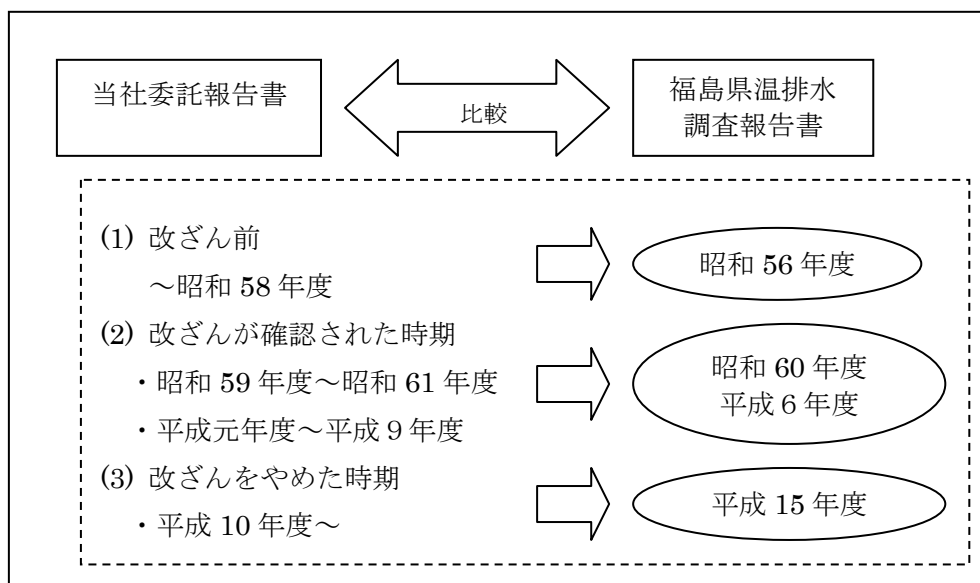 当社委託報告書
比較
福島県温排水
調査報告書
(1) 改ざん前
～昭和 58 年度
昭和 56 年度
(2) 改ざんが確認された時期
・昭和 59 年度～昭和 61 年度
・平成元年度～平成９年度
昭和 60 年度
平成６年度
(3) 改ざんをやめた時期
・平成 10 年度～
平成 15 年度